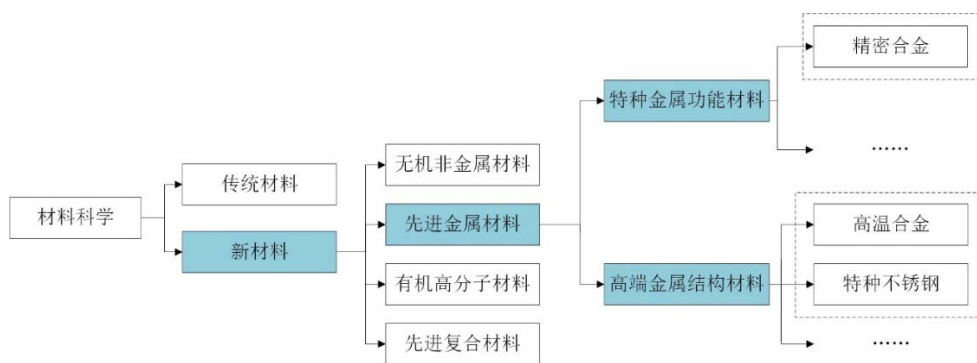 材料科学
传统材料
新材料
无机非金属材料
先进金属材料
有机高分子材料
先进复合材料
特种金属功能材料
高端金属结构材料
精密合金
……
高温合金
特种不锈钢
……